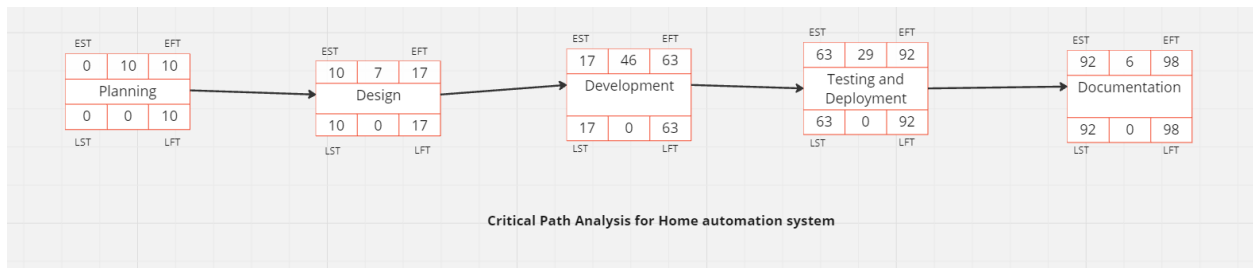 EST EFT
0 10 10
Planning
0 0 10
LST LFT
EST EFT
10 7 17
Design
10 0 17
LST LFT
EST EFT
17 46 63
Development
17 0 63
LST LFT
EST EFT
63 29 92
Testing and
Deployment
63 0 92
LST LFT
EST EFT
92 6 98
Documentation
92 0 98
LST LFT
Critical Path Analysis for Home automation system